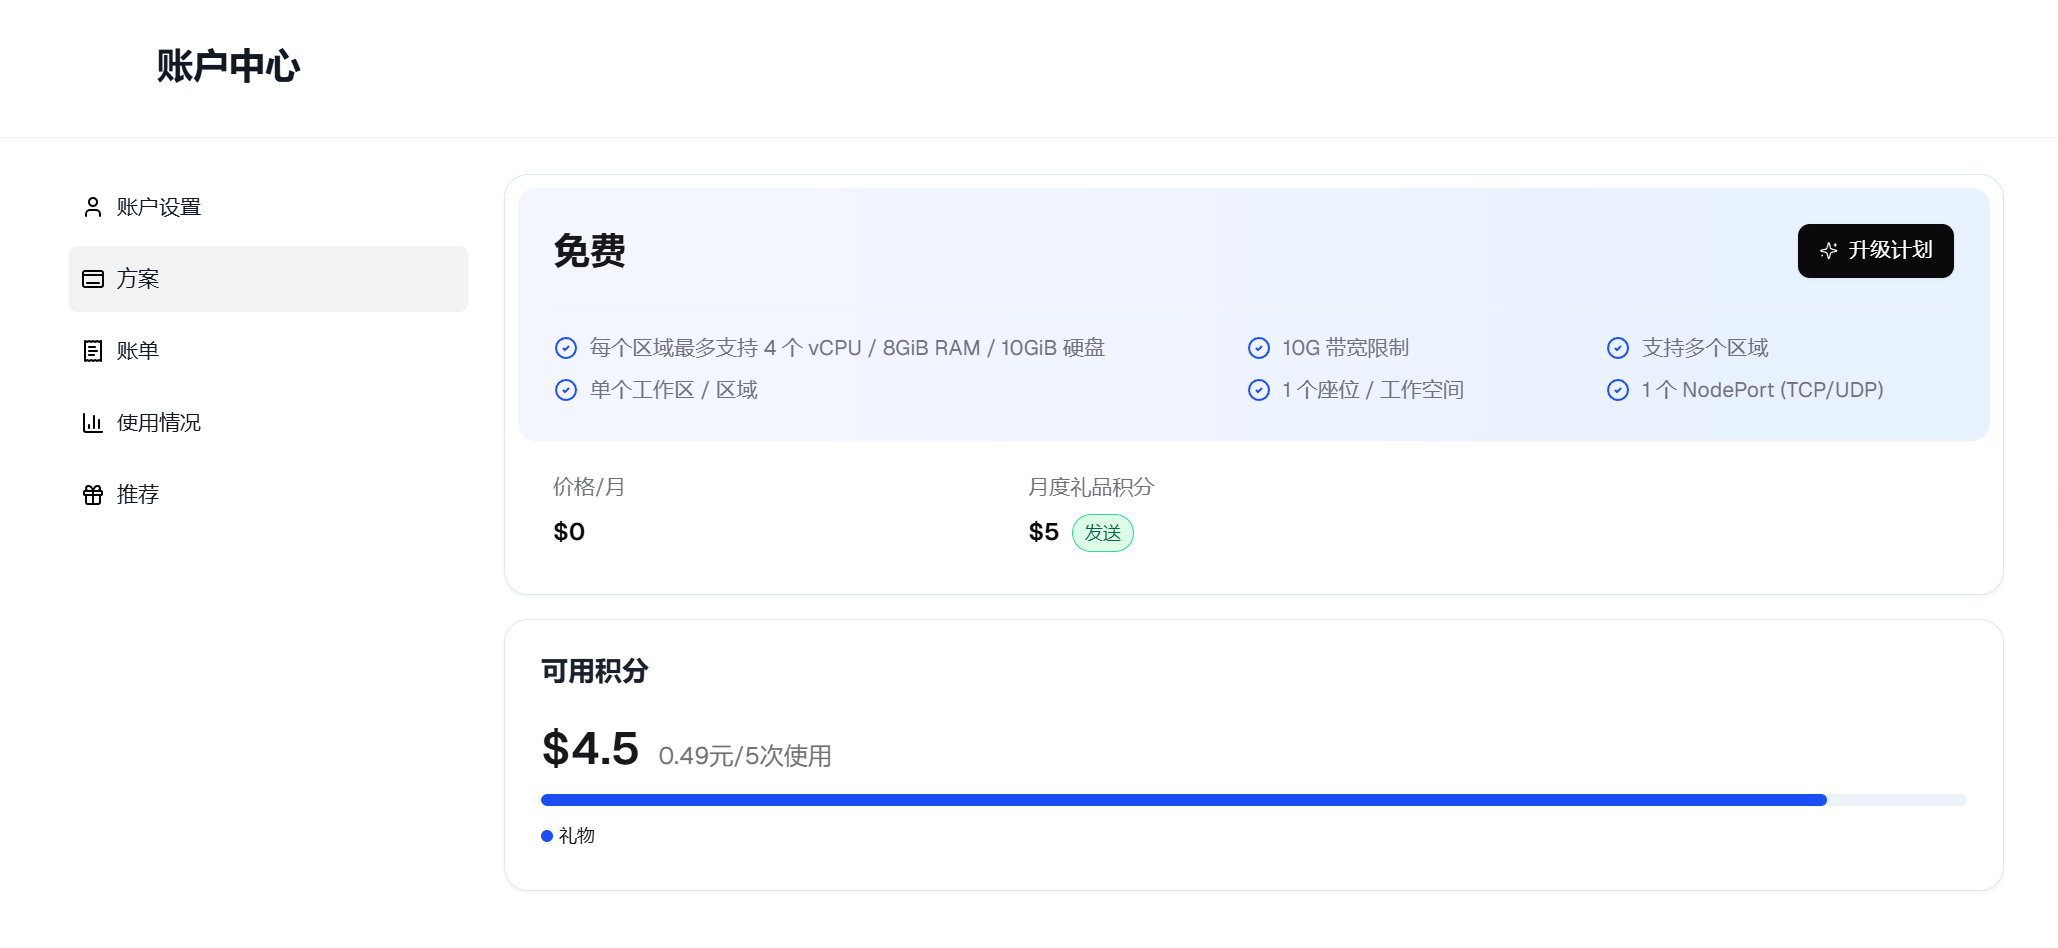 账户中心
账户设置
方案
账单
使用情况
推荐
免费
升级计划
每个区域最多支持 4 个 vCPU / 8GiB RAM / 10GiB 硬盘
10G 带宽限制
支持多个区域
单个工作区 / 区域
1 个座位 / 工作空间
1 个 NodePort (TCP/UDP)
价格/月
月度礼品积分
$0
$5 发送
可用积分
$4.5 0.49元/5次使用
礼物